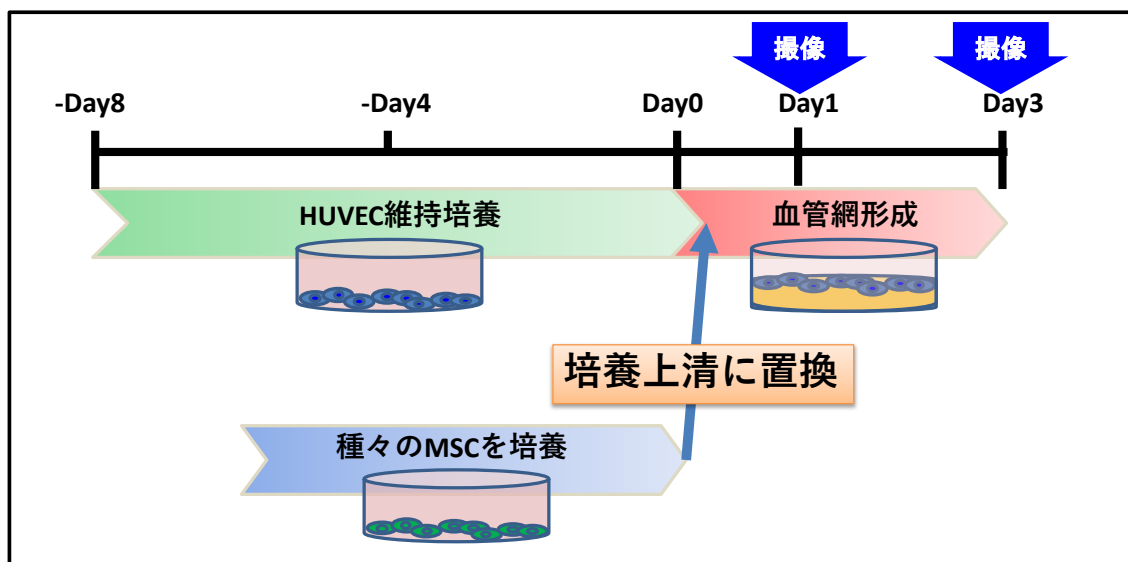 撮像
撮像
-Day8
-Day4
Day0
Day1
Day3
HUVEC維持培養
血管網形成
培養上清に置換
種々のMSCを培養